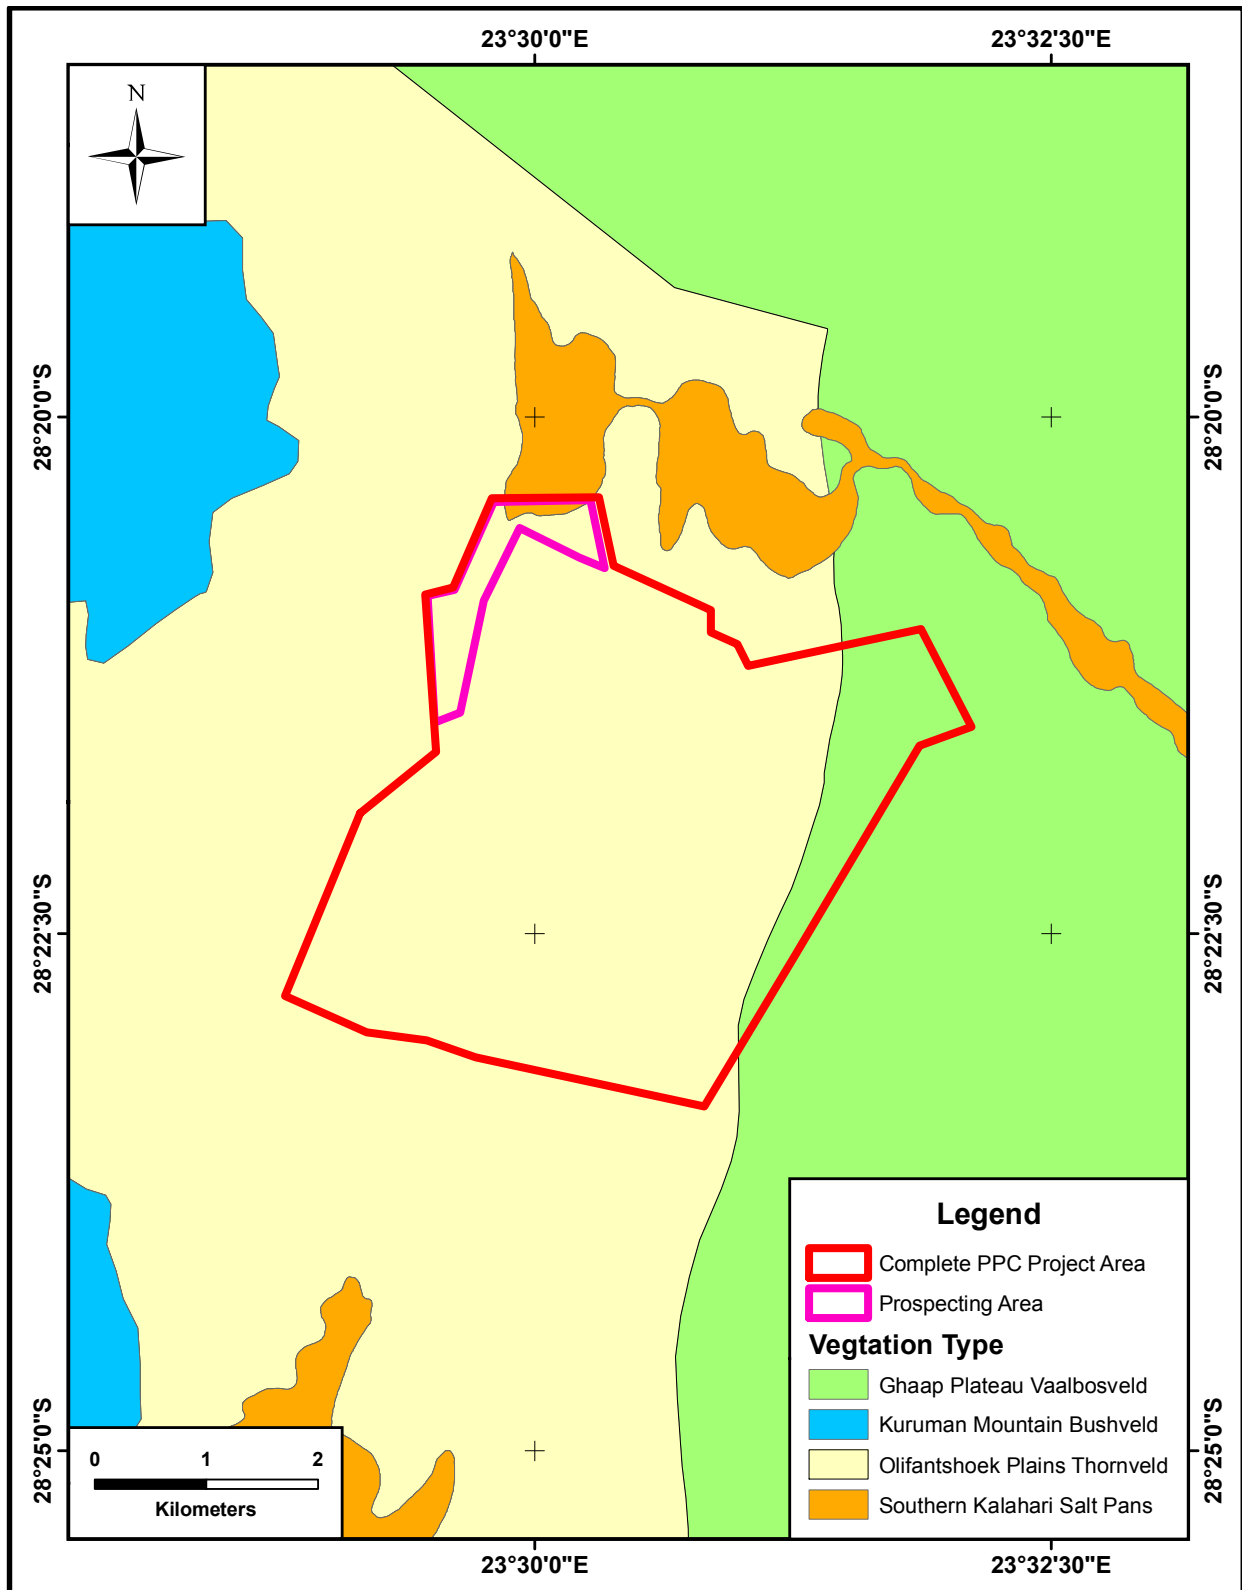 23°30'0"E 23°32'30"E
N
28°20'0"S 28°20'0"S
28°22'30"S 28°22'30"S
Legend
Complete PPC Project Area
Prospecting Area
Vegtation Type
Ghaap Plateau Vaalbosveld
Kuruman Mountain Bushveld
Olifantshoek Plains Thornveld
Southern Kalahari Salt Pans
28°25'0"S 28°25'0"S
0 1 2
Kilometers
23°30'0"E 23°32'30"E